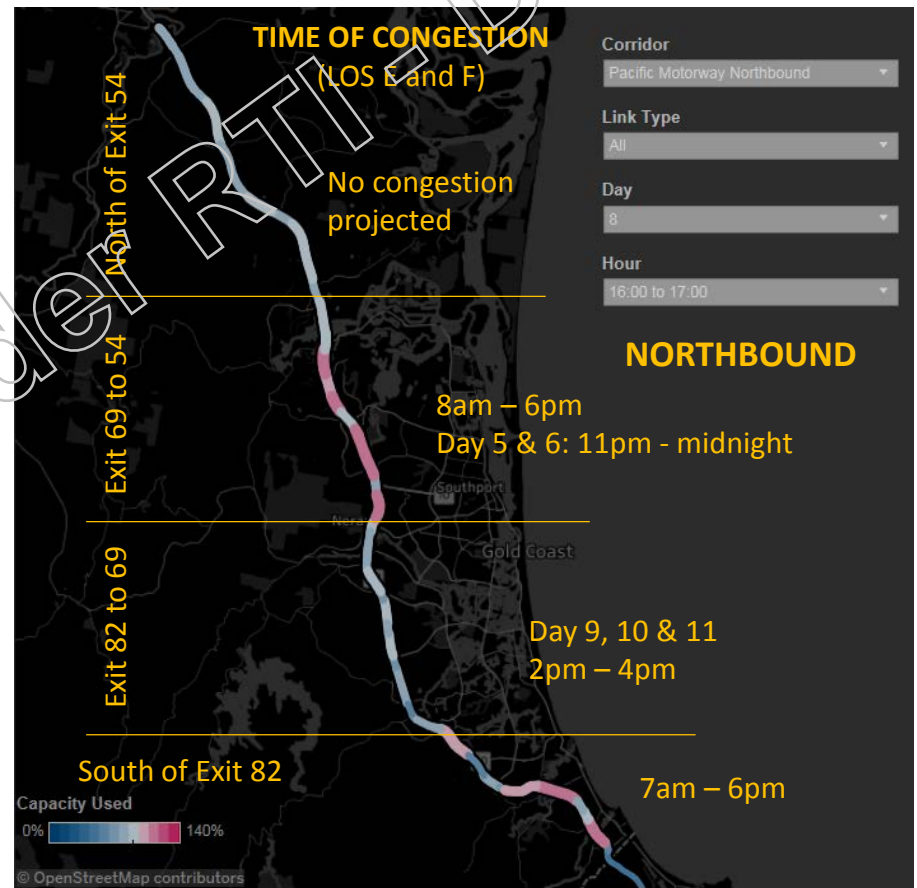 TIME OF CONGESTION
(LOS E and F)
Corridor
Pacific Motorway Northbound
Link Type
All
Day
8
Hour
16:00 to 17:00
NORTHBOUND
North of Exit 54
No congestion
projected
Exit 69 to 54
8am – 6pm
Day 5 & 6: 11pm - midnight
Southport
Gold Coast
Exit 82 to 69
Day 9, 10 & 11
2pm – 4pm
South of Exit 82
7am – 6pm
Capacity Used
0% 140%
© OpenStreetMap contributors
der RTI - D